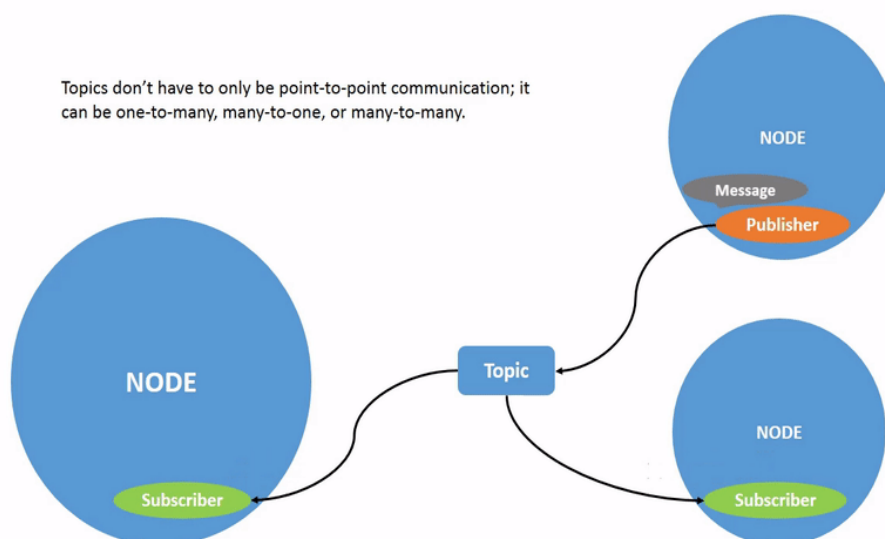 Topics don’t have to only be point-to-point communication; it
can be one-to-many, many-to-one, or many-to-many.
NODE
Message
Publisher
Topic
NODE
Subscriber
NODE
Subscriber